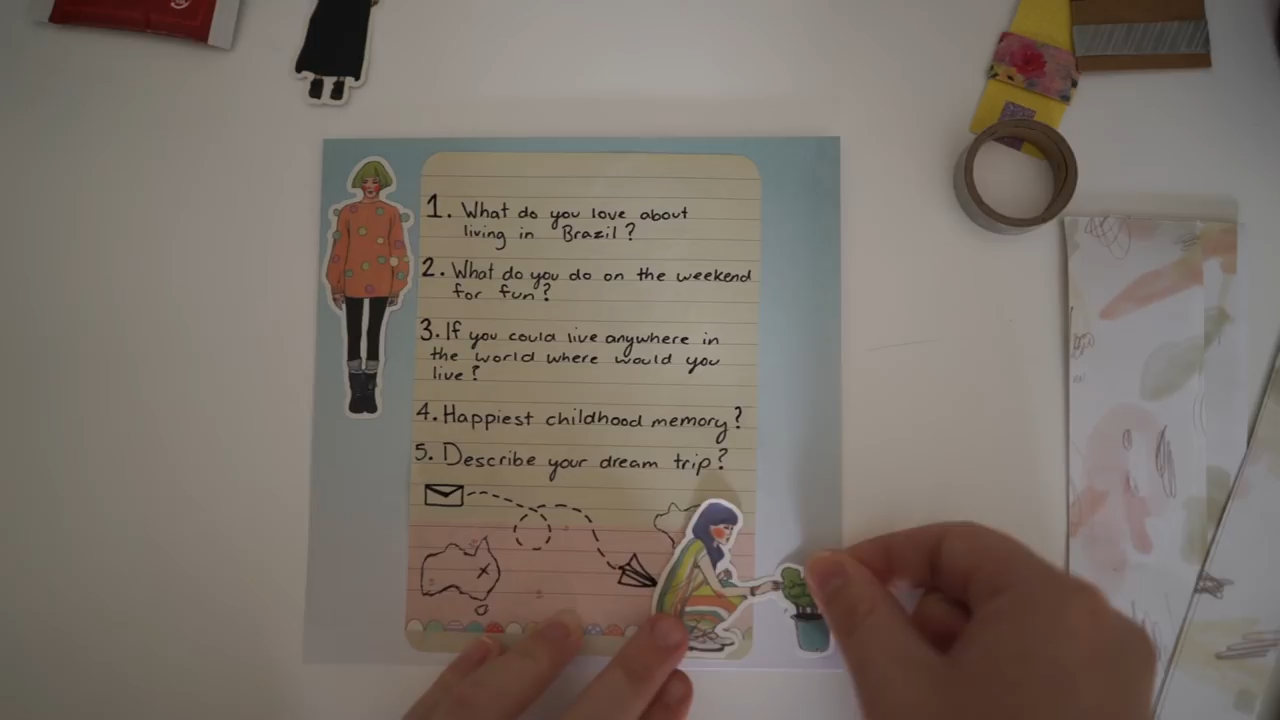 1. What do you love about
living in Brazil?
2. What do you do on the weekend
for fun?
3. If you could live anywhere in
the world where would you
live?
4. Happiest childhood memory?
5. Describe your dream trip?